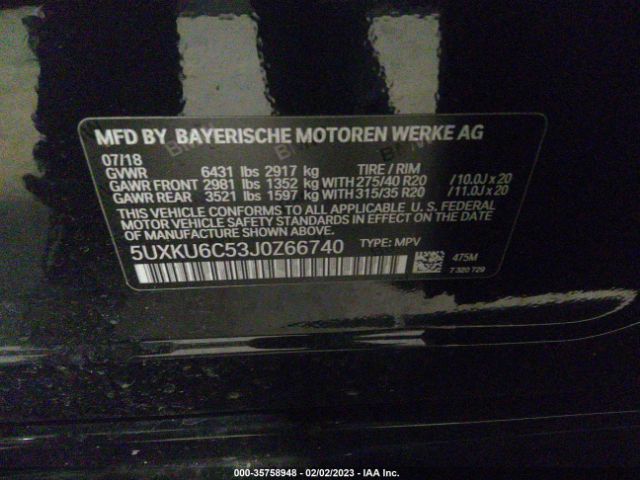 MFD BY BAYERISCHE MOTOREN WERKE AG
07/18
GVWR 6431 lbs 2917 kg TIRE / RIM
GAWR FRONT 2981 lbs 1352 kg WITH 275/40 R20 /10.0J x 20
GAWR REAR 3521 lbs 1597 kg WITH 315/35 R20 /11.0J x 20
THIS VEHICLE CONFORMS TO ALL APPLICABLE U. S. FEDERAL
MOTOR VEHICLE SAFETY STANDARDS IN EFFECT ON THE DATE OF
MANUFACTURE SHOWN ABOVE.
5UXKU6C53J0Z66740 TYPE: MPV
475M
7 320 729
000-35758948 - 02/02/2023 - IAA Inc.